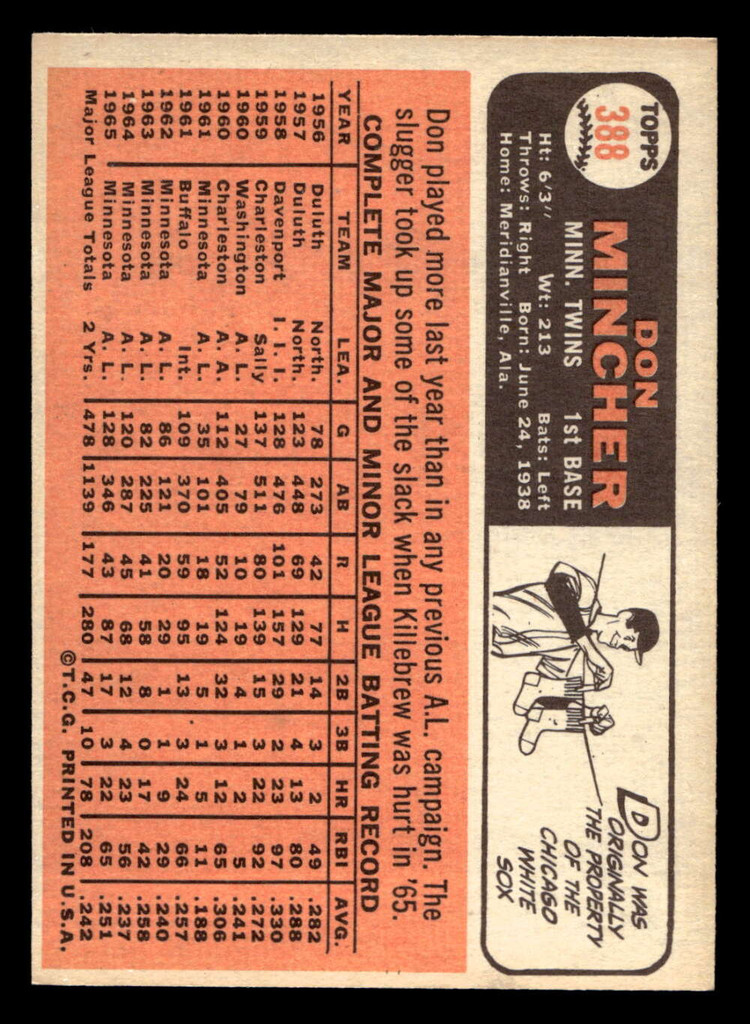 TOPPS
388
DON
MINCHER
MINN. TWINS 1st BASE
Ht: 6'3" Wt: 213 Bats: Left
Throws: Right Born: June 24, 1938
Home: Meridianville, Ala.
DON WAS
ORIGINALLY
THE PROPERTY
OF THE
CHICAGO
WHITE
SOX
Don played more last year than in any previous A.L. campaign. The
slugger took up some of the slack when Killebrew was hurt in '65.
COMPLETE MAJOR AND MINOR LEAGUE BATTING RECORD
YEAR TEAM LEA. G AB R H 2B 3B HR RBI AVG.
1956 Duluth North. 78 273 42 77 14 3 2 49 .282
1957 Duluth North. 123 448 69 129 21 4 13 80 .288
1958 Davenport I. I. I. 128 476 101 157 29 2 23 97 .330
1959 Charleston Sally 137 511 80 139 15 3 22 92 .272
1960 Washington A. L. 27 79 10 19 4 1 2 5 .241
1960 Charleston A. A. 112 405 52 124 32 3 12 65 .306
1961 Minnesota A. L. 35 101 18 19 5 1 5 11 .188
1961 Buffalo Int. 109 370 59 95 13 3 24 66 .257
1962 Minnesota A. L. 86 121 20 29 1 1 9 29 .240
1963 Minnesota A. L. 82 225 41 58 8 0 17 42 .258
1964 Minnesota A. L. 120 287 45 68 12 4 23 56 .237
1965 Minnesota A. L. 128 346 43 87 17 3 22 65 .251
Major League Totals 2 Yrs. 478 1139 177 280 47 10 78 208 .242
©T.C.G. PRINTED IN U.S.A.